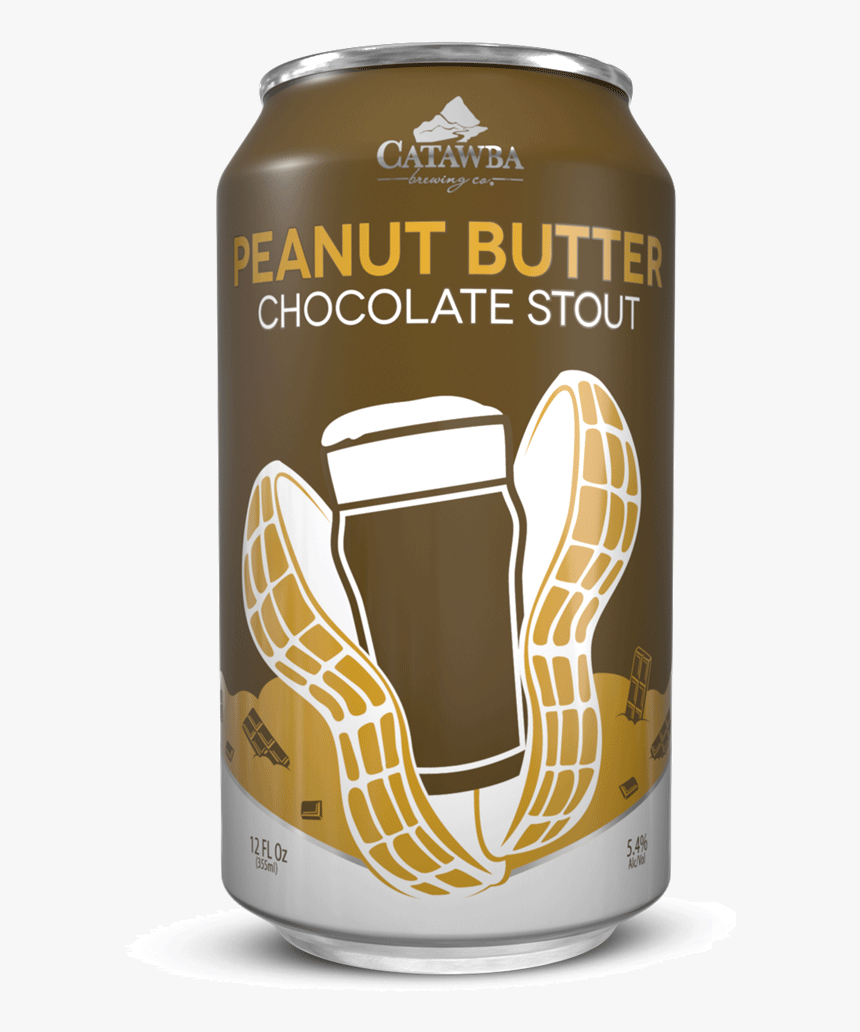 CATAWBA
brewing co.
PEANUT BUTTER
CHOCOLATE STOUT
12 FL Oz
(355ml)
5.4%
Alc/Vol